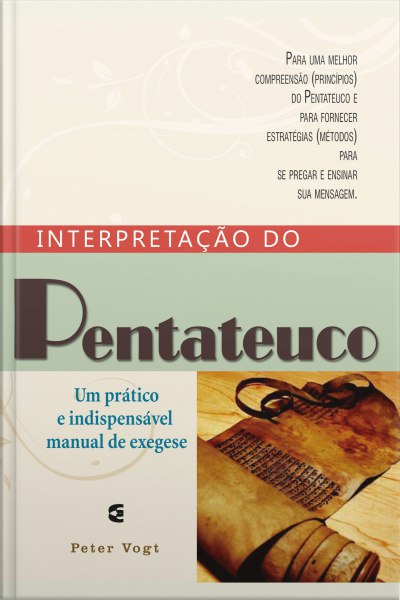 Para uma melhor
compreensão (princípios)
do Pentateuco e
para fornecer
estratégias (métodos)
para
se pregar e ensinar
sua mensagem.
INTERPRETAÇÃO DO
Pentateuco
Um prático
e indispensável
manual de exegese
Peter Vogt